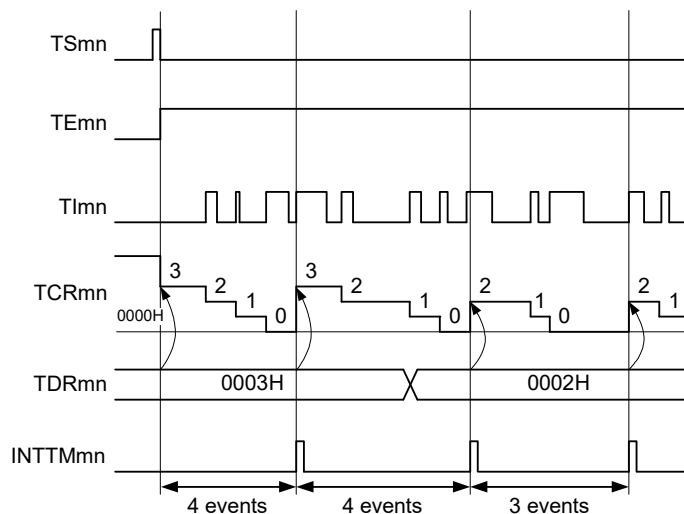 TSmn
TEmn
TImn
TCRmn
3 2 1 0 3 2 1 0 2 1 0 2 1
0000H
TDRmn 0003H 0002H
INTTMmn
4 events 4 events 3 events